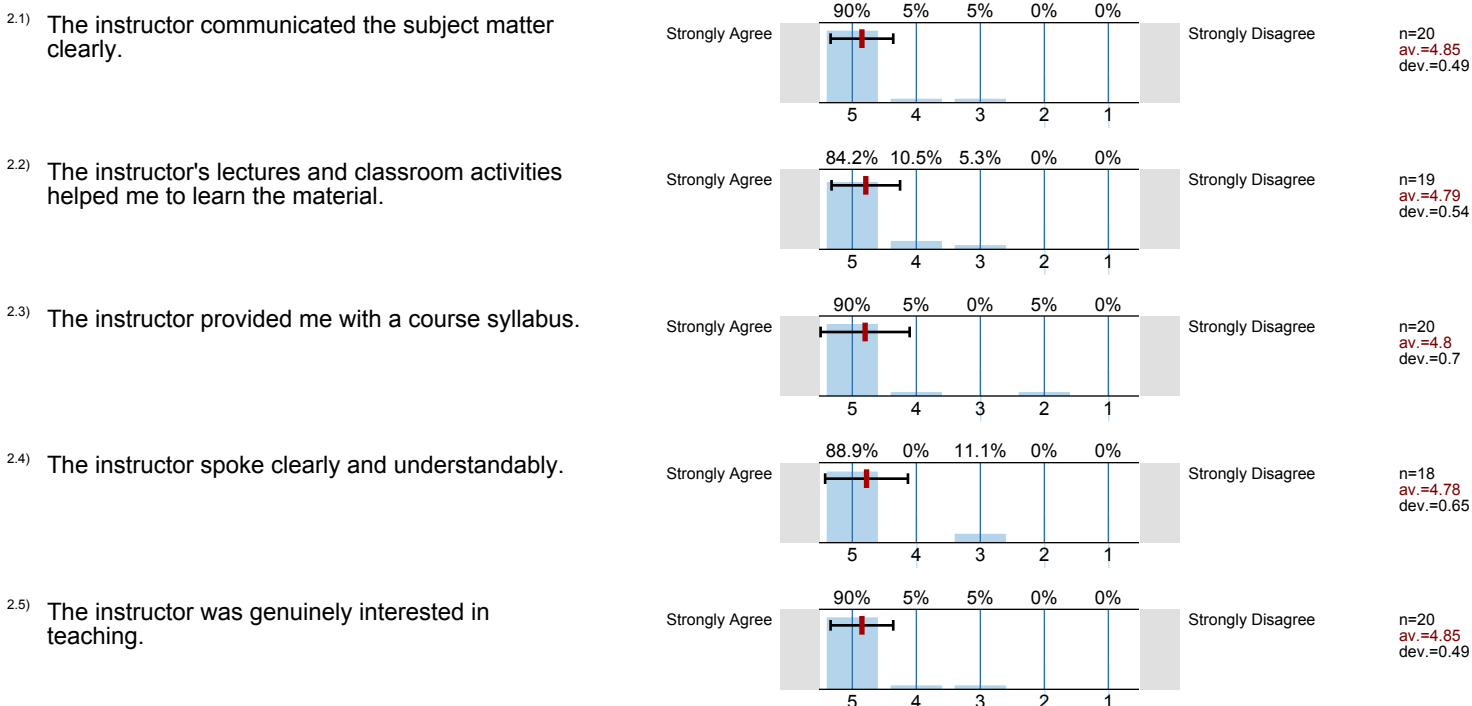 2.1) The instructor communicated the subject matter
clearly.
90% 5% 5% 0% 0%
Strongly Agree
Strongly Disagree
5 4 3 2 1
n=20
av.=4.85
dev.=0.49
2.2) The instructor's lectures and classroom activities
helped me to learn the material.
84.2% 10.5% 5.3% 0% 0%
Strongly Agree
Strongly Disagree
5 4 3 2 1
n=19
av.=4.79
dev.=0.54
2.3) The instructor provided me with a course syllabus.
90% 5% 0% 5% 0%
Strongly Agree
Strongly Disagree
5 4 3 2 1
n=20
av.=4.8
dev.=0.7
2.4) The instructor spoke clearly and understandably.
88.9% 0% 11.1% 0% 0%
Strongly Agree
Strongly Disagree
5 4 3 2 1
n=18
av.=4.78
dev.=0.65
2.5) The instructor was genuinely interested in
teaching.
90% 5% 5% 0% 0%
Strongly Agree
Strongly Disagree
5 4 3 2 1
n=20
av.=4.85
dev.=0.49